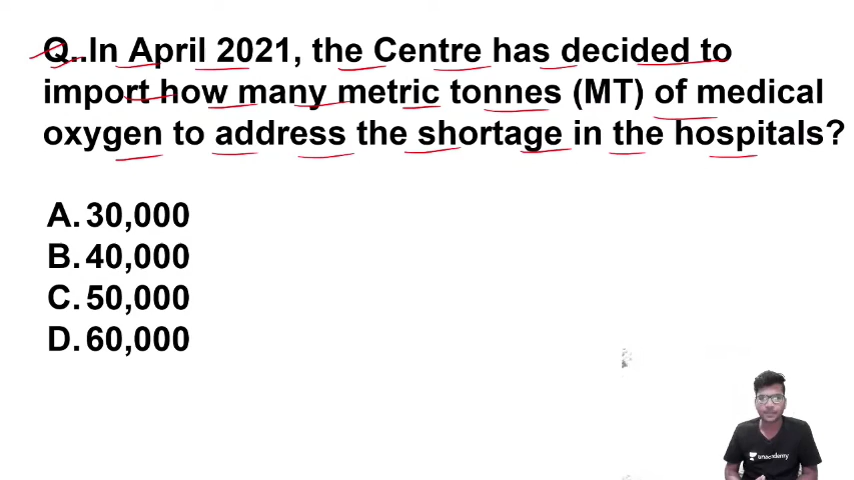 Q..In April 2021, the Centre has decided to
import how many metric tonnes (MT) of medical
oxygen to address the shortage in the hospitals?
A. 30,000
B. 40,000
C. 50,000
D. 60,000